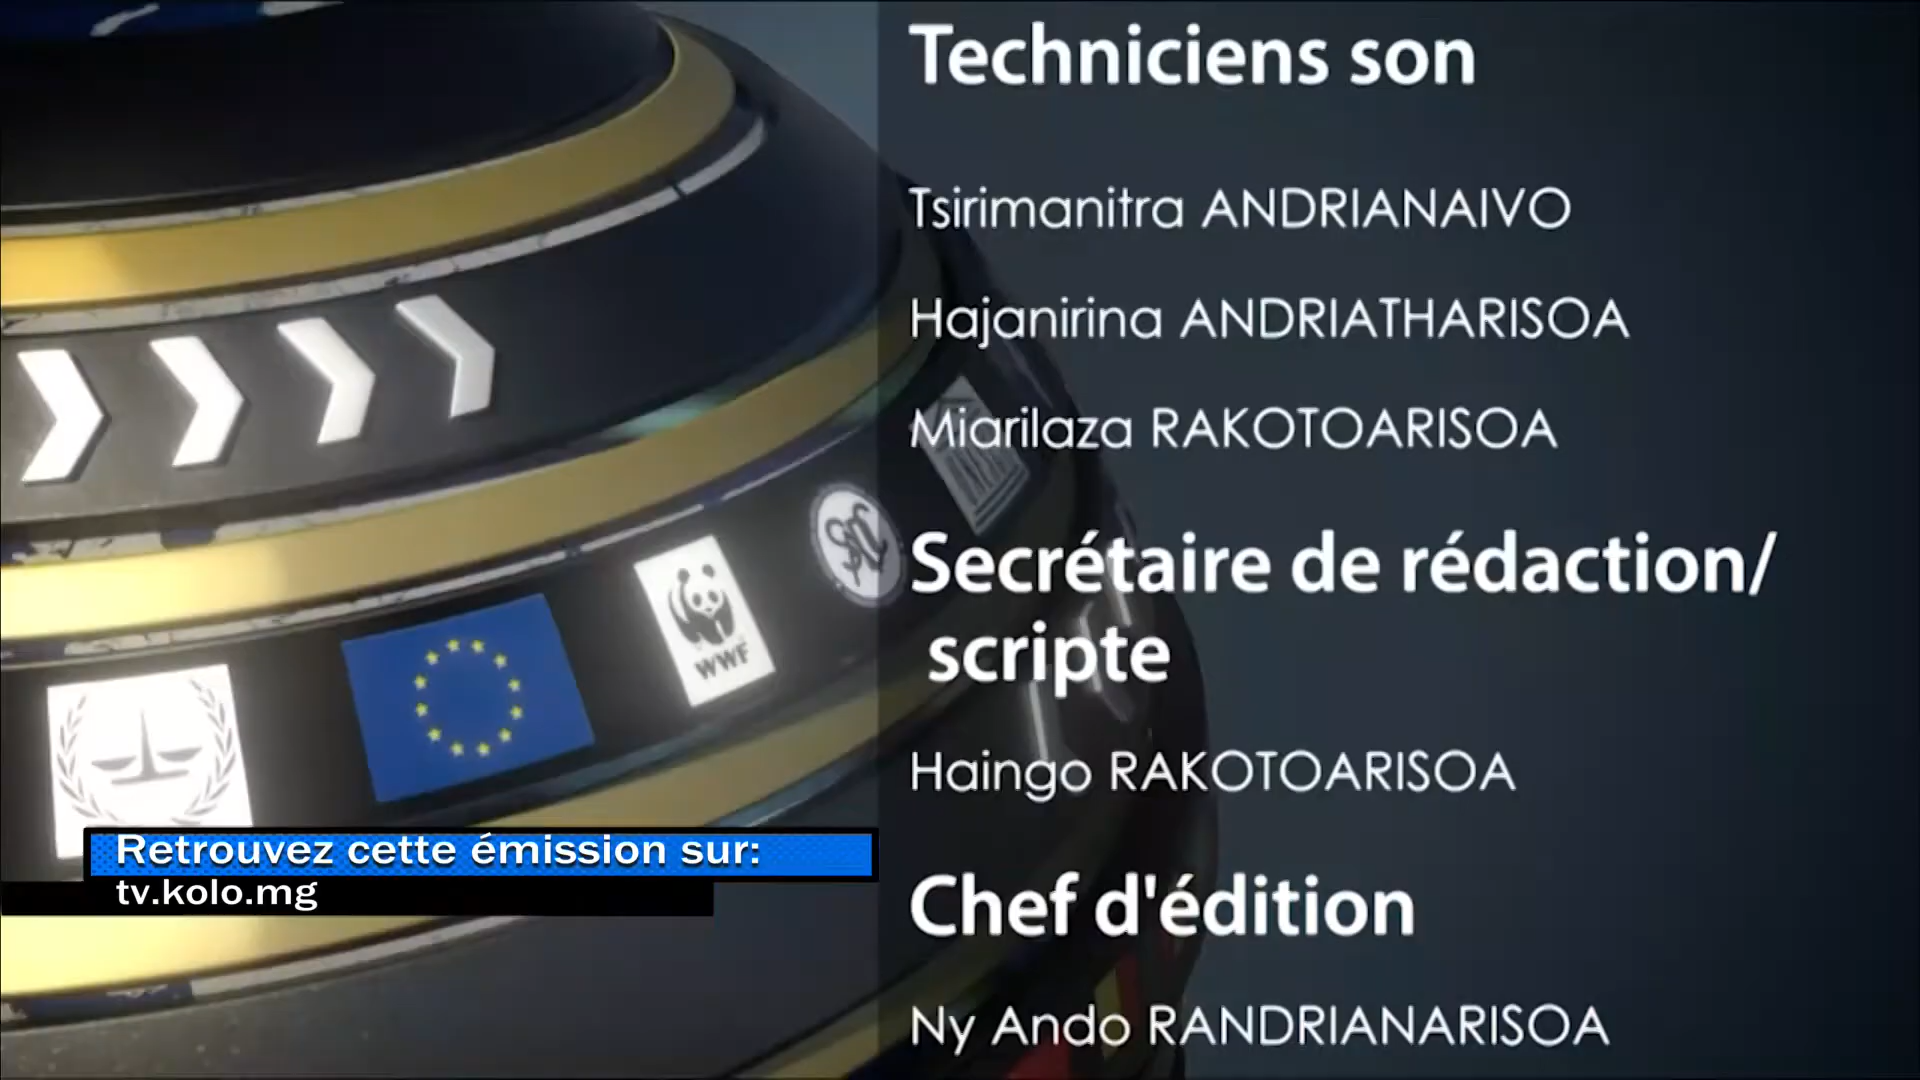 Techniciens son
Tsirimanitra ANDRIANAIVO
Hajanirina ANDRIATHARISOA
Miarilaza RAKOTOARISOA
Secrétaire de rédaction/
scripte
Haingo RAKOTOARISOA
Chef d'édition
Ny Ando RANDRIANARISOA
WWF
Retrouvez cette émission sur:
tv.kolo.mg